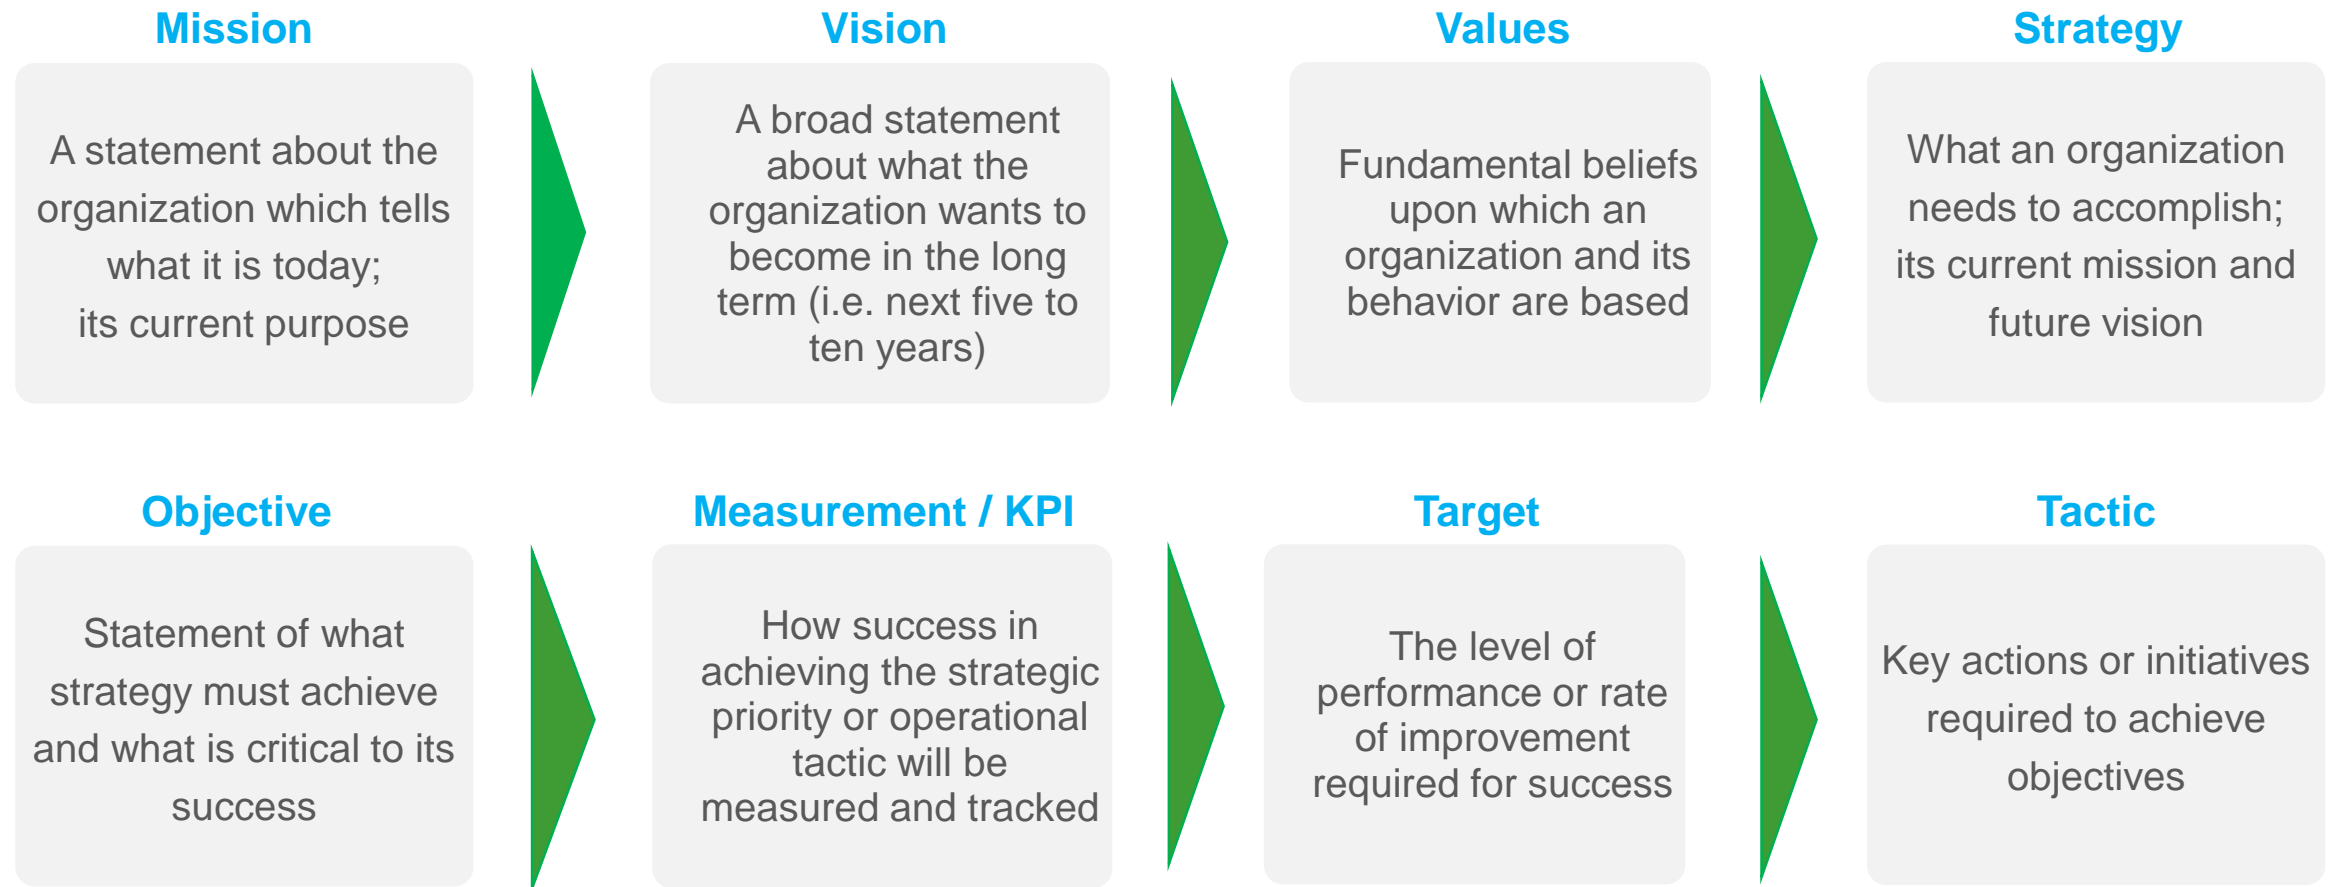 Mission
A statement about the
organization which tells
what it is today;
its current purpose
Vision
A broad statement
about what the
organization wants to
become in the long
term (i.e. next five to
ten years)
Values
Fundamental beliefs
upon which an
organization and its
behavior are based
Strategy
What an organization
needs to accomplish;
its current mission and
future vision
Objective
Statement of what
strategy must achieve
and what is critical to its
success
Measurement / KPI
How success in
achieving the strategic
priority or operational
tactic will be
measured and tracked
Target
The level of
performance or rate
of improvement
required for success
Tactic
Key actions or initiatives
required to achieve
objectives